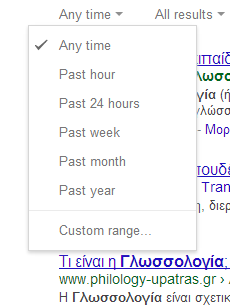 Any time All results
Any time
Past hour
Past 24 hours
Past week
Past month
Past year
Custom range...
Τι είναι η Γλωσσολογία;
www.philology-upatras.gr ›
Η Γλωσσολογία είναι σχετικ